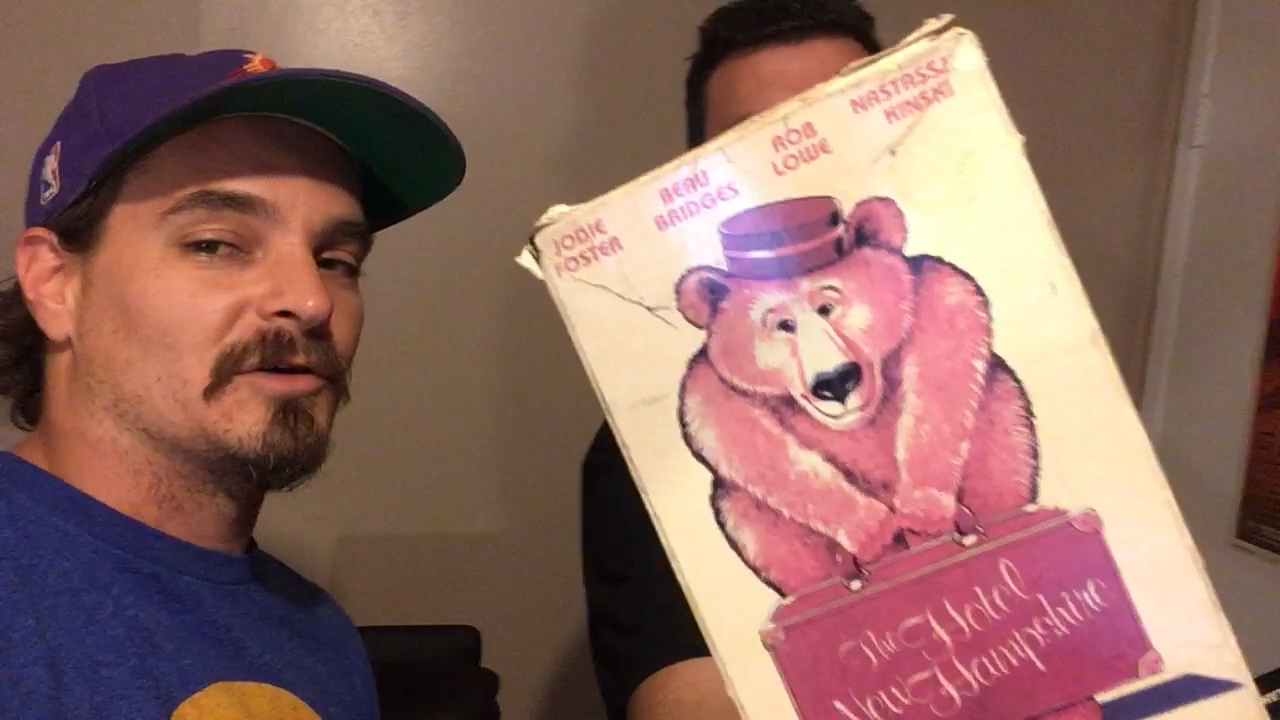 JODIE
FOSTER
BEAU
BRIDGES
ROB
LOWE
NASTASSJ
KINSKI
The Hotel
New Hampshire